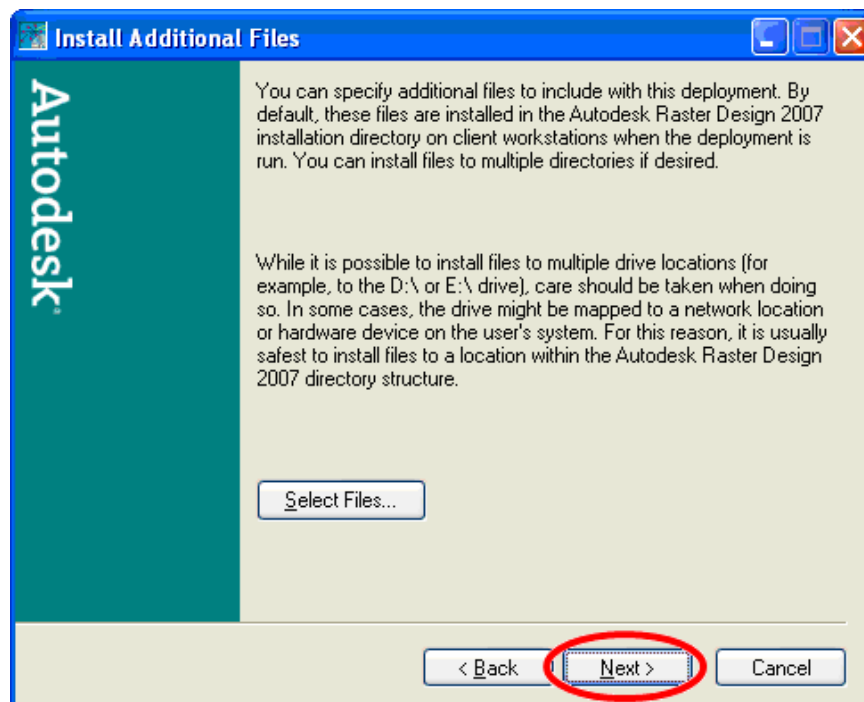 Install Additional Files
Autodesk
You can specify additional files to include with this deployment. By
default, these files are installed in the Autodesk Raster Design 2007
installation directory on client workstations when the deployment is
run. You can install files to multiple directories if desired.
While it is possible to install files to multiple drive locations (for
example, to the D:\ or E:\ drive), care should be taken when doing
so. In some cases, the drive might be mapped to a network location
or hardware device on the user's system. For this reason, it is usually
safest to install files to a location within the Autodesk Raster Design
2007 directory structure.
Select Files...
< Back
Next >
Cancel